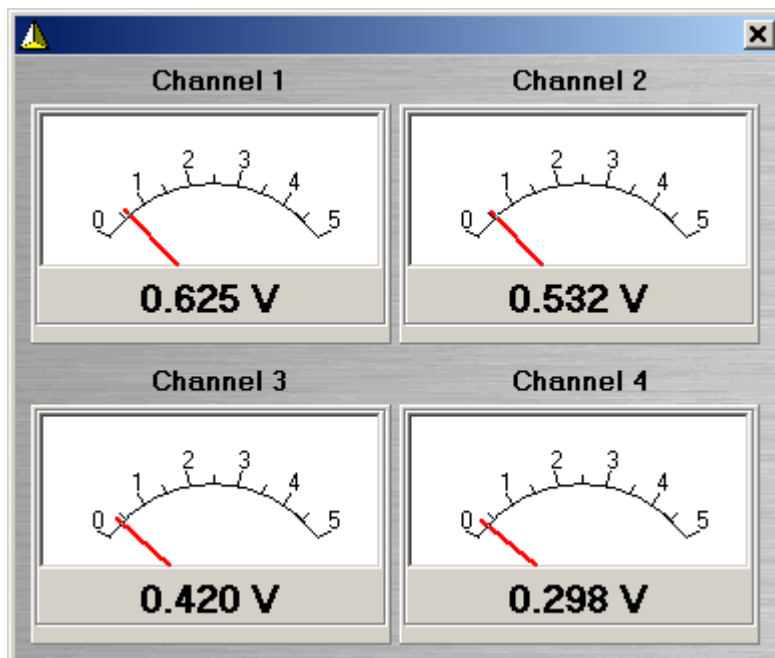 Channel 1
0 1 2 3 4 5
0.625 V
Channel 2
0 1 2 3 4 5
0.532 V
Channel 3
0 1 2 3 4 5
0.420 V
Channel 4
0 1 2 3 4 5
0.298 V